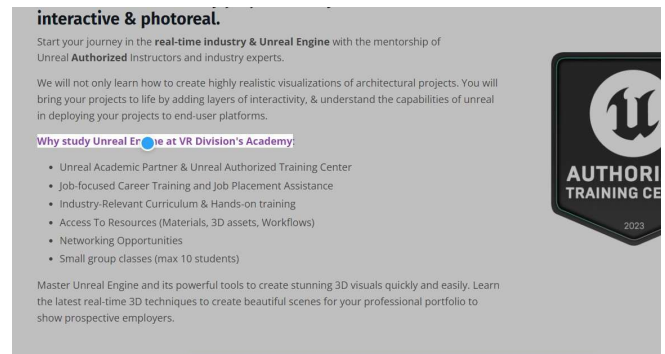 interactive & photoreal.
Start your journey in the real-time industry & Unreal Engine with the mentorship of
Unreal Authorized Instructors and industry experts.
We will not only learn how to create highly realistic visualizations of architectural projects. You will
bring your projects to life by adding layers of interactivity, & understand the capabilities of unreal
in deploying your projects to end-user platforms.
Why study Unreal Engine at VR Division's Academy:
• Unreal Academic Partner & Unreal Authorized Training Center
• Job-focused Career Training and Job Placement Assistance
• Industry-Relevant Curriculum & Hands-on training
• Access To Resources (Materials, 3D assets, Workflows)
• Networking Opportunities
• Small group classes (max 10 students)
Master Unreal Engine and its powerful tools to create stunning 3D visuals quickly and easily. Learn
the latest real-time 3D techniques to create beautiful scenes for your professional portfolio to
show prospective employers.
TRAINING
2023